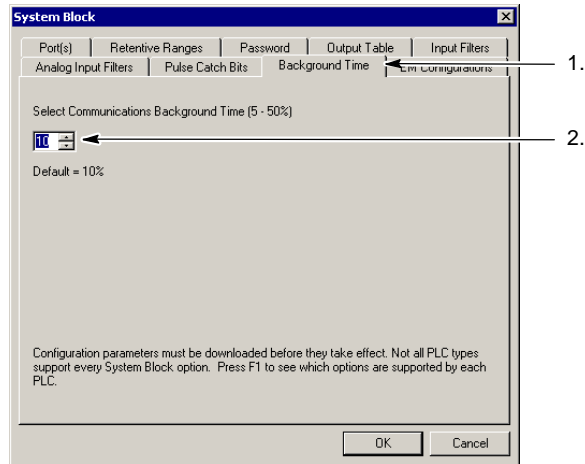 System Block
Port(s) Retentive Ranges Password Output Table Input Filters
Analog Input Filters Pulse Catch Bits Background Time EM Configurations
1.
Select Communications Background Time (5 - 50%)
10
2.
Default = 10%
Configuration parameters must be downloaded before they take effect. Not all PLC types
support every System Block option. Press F1 to see which options are supported by each
PLC.
OK Cancel